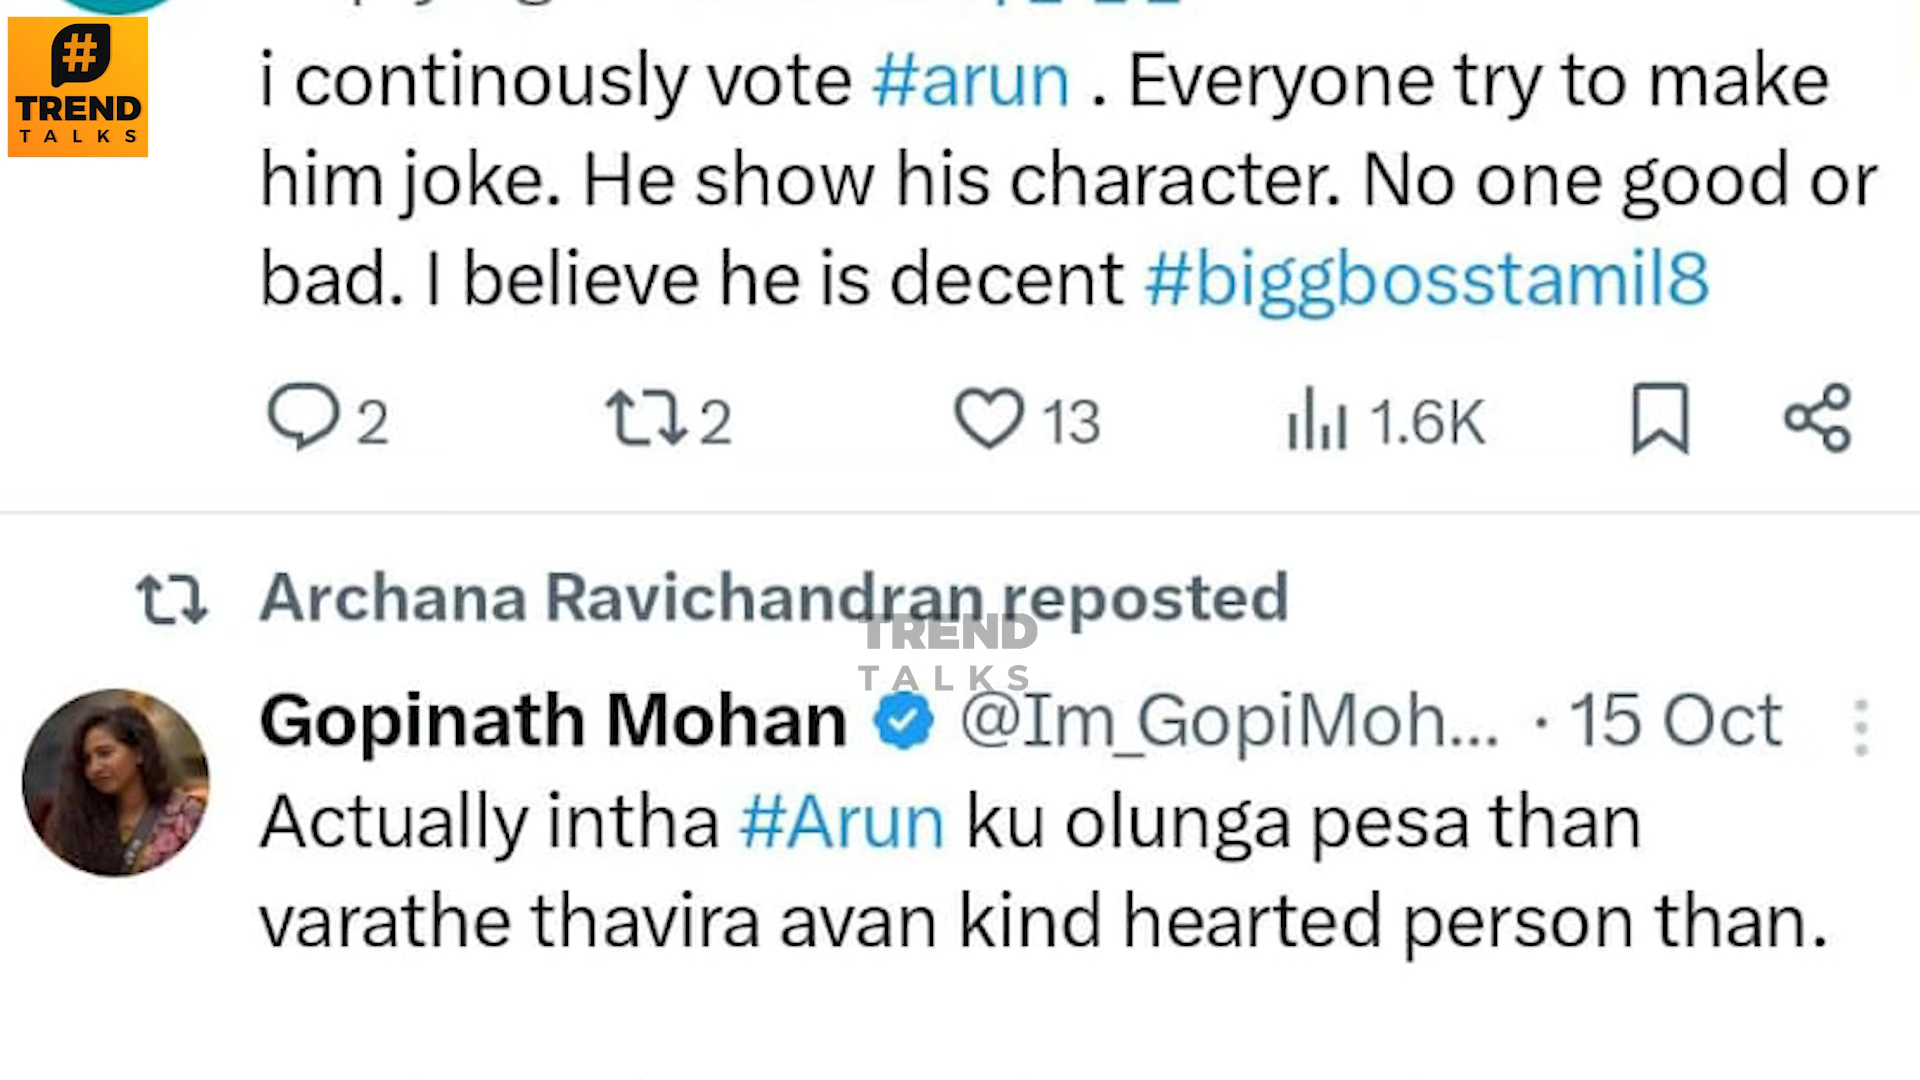 #
TREND
TALKS
i continously vote #arun . Everyone try to make
him joke. He show his character. No one good or
bad. I believe he is decent #biggbosstamil8
2 2 13 1.6K
Archana Ravichandran reposted
TREND
TALKS
Gopinath Mohan @Im_GopiMoh... · 15 Oct
Actually intha #Arun ku olunga pesa than
varathe thavira avan kind hearted person than.